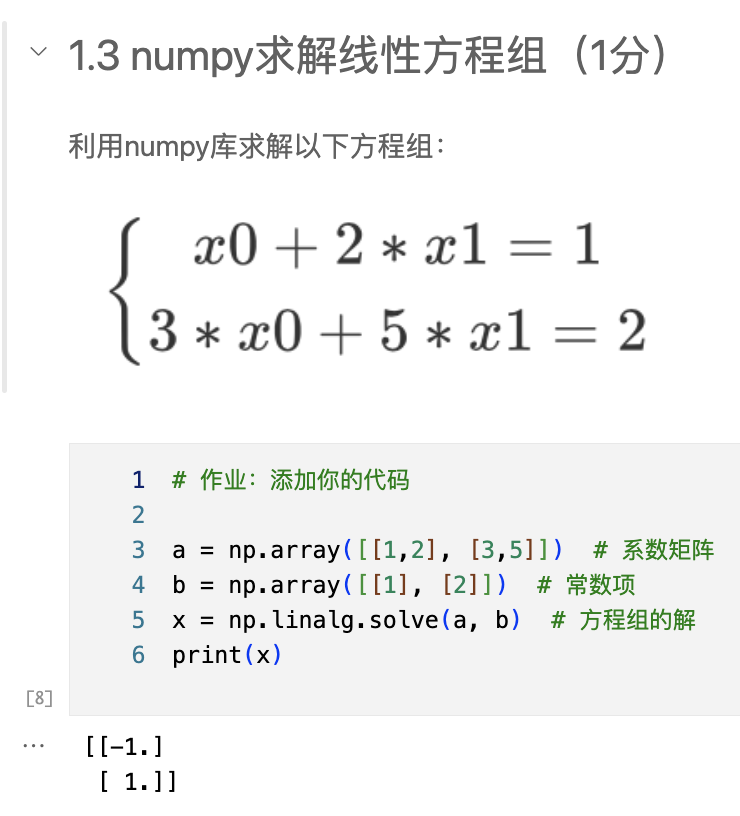 1.3 numpy求解线性方程组（1分）
利用numpy库求解以下方程组：
x0 + 2 * x1 = 1
3 * x0 + 5 * x1 = 2
1 # 作业：添加你的代码
2
3 a = np.array([[1,2], [3,5]]) # 系数矩阵
4 b = np.array([[1], [2]]) # 常数项
5 x = np.linalg.solve(a, b) # 方程组的解
6 print(x)
[8]
... [[-1.]
[ 1.]]